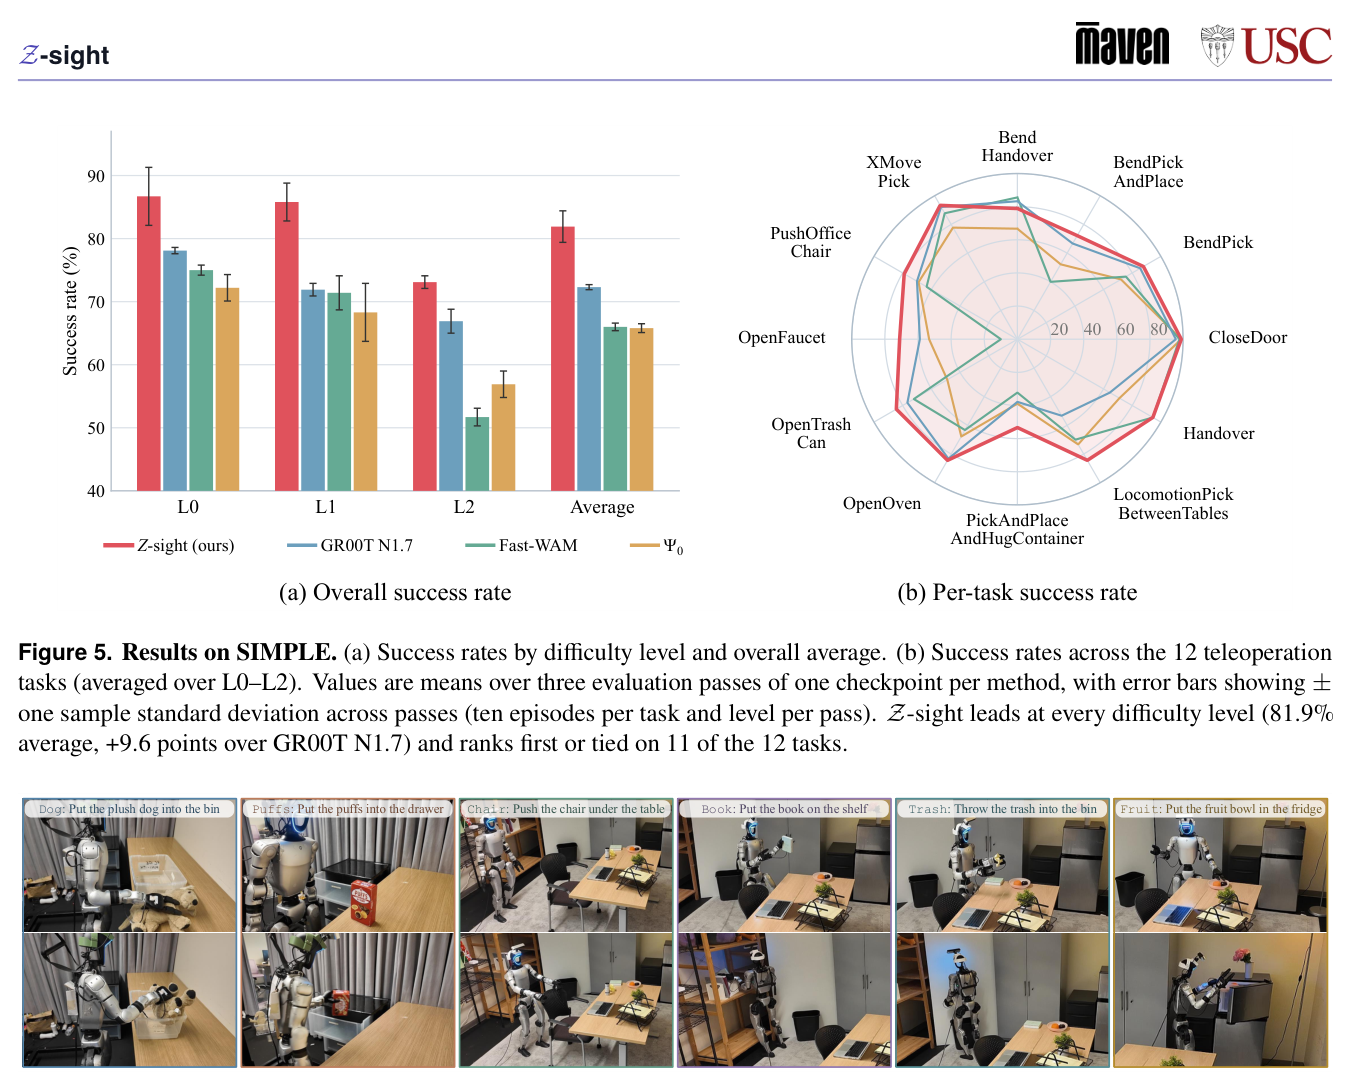 Z-sight
maven
USC
90
80
70
60
50
40
Success rate (%)
L0
L1
L2
Average
Z-sight (ours)
GR00T N1.7
Fast-WAM
Ψ0
(a) Overall success rate
Bend
Handover
BendPick
AndPlace
BendPick
CloseDoor
Handover
LocomotionPick
BetweenTables
PickAndPlace
AndHugContainer
OpenOven
OpenTrash
Can
OpenFaucet
PushOffice
Chair
XMove
Pick
20 40 60 80
(b) Per-task success rate
Figure 5. Results on SIMPLE. (a) Success rates by difficulty level and overall average. (b) Success rates across the 12 teleoperation
tasks (averaged over L0–L2). Values are means over three evaluation passes of one checkpoint per method, with error bars showing ±
one sample standard deviation across passes (ten episodes per task and level per pass). Z-sight leads at every difficulty level (81.9%
average, +9.6 points over GR00T N1.7) and ranks first or tied on 11 of the 12 tasks.
Dog: Put the plush dog into the bin
Puffs: Put the puffs into the drawer
Chair: Push the chair under the table
Book: Put the book on the shelf
Trash: Throw the trash into the bin
Fruit: Put the fruit bowl in the fridge